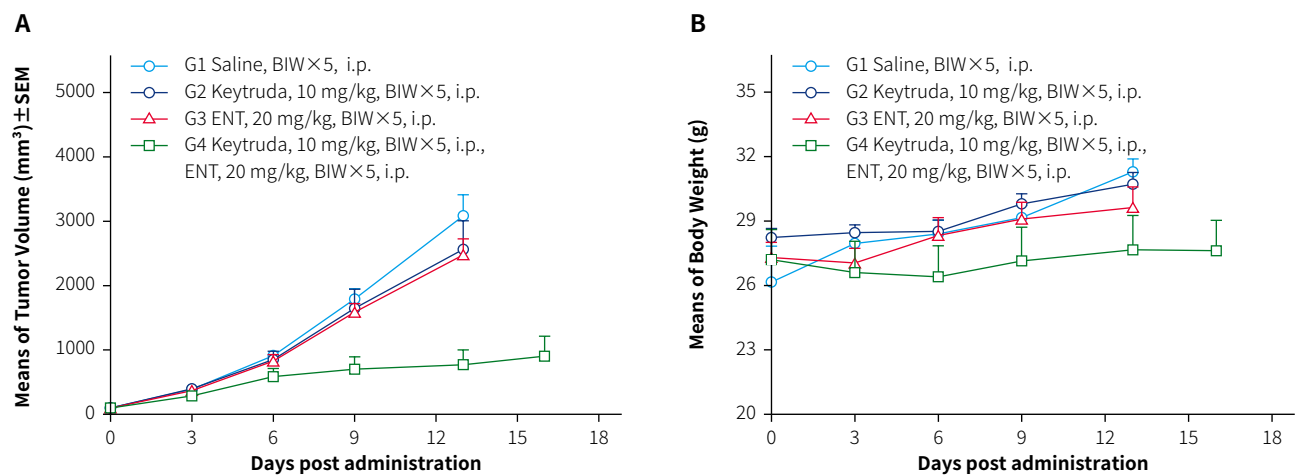 A
Means of Tumor Volume (mm³)±SEM
G1 Saline, BIW×5, i.p.
G2 Keytruda, 10 mg/kg, BIW×5, i.p.
G3 ENT, 20 mg/kg, BIW×5, i.p.
G4 Keytruda, 10 mg/kg, BIW×5, i.p.,
ENT, 20 mg/kg, BIW×5, i.p.
5000
4000
3000
2000
1000
0
0 3 6 9 12 15 18
Days post administration
B
Means of Body Weight (g)
G1 Saline, BIW×5, i.p.
G2 Keytruda, 10 mg/kg, BIW×5, i.p.
G3 ENT, 20 mg/kg, BIW×5, i.p.
G4 Keytruda, 10 mg/kg, BIW×5, i.p.,
ENT, 20 mg/kg, BIW×5, i.p.
35
32
29
26
23
20
0 3 6 9 12 15 18
Days post administration